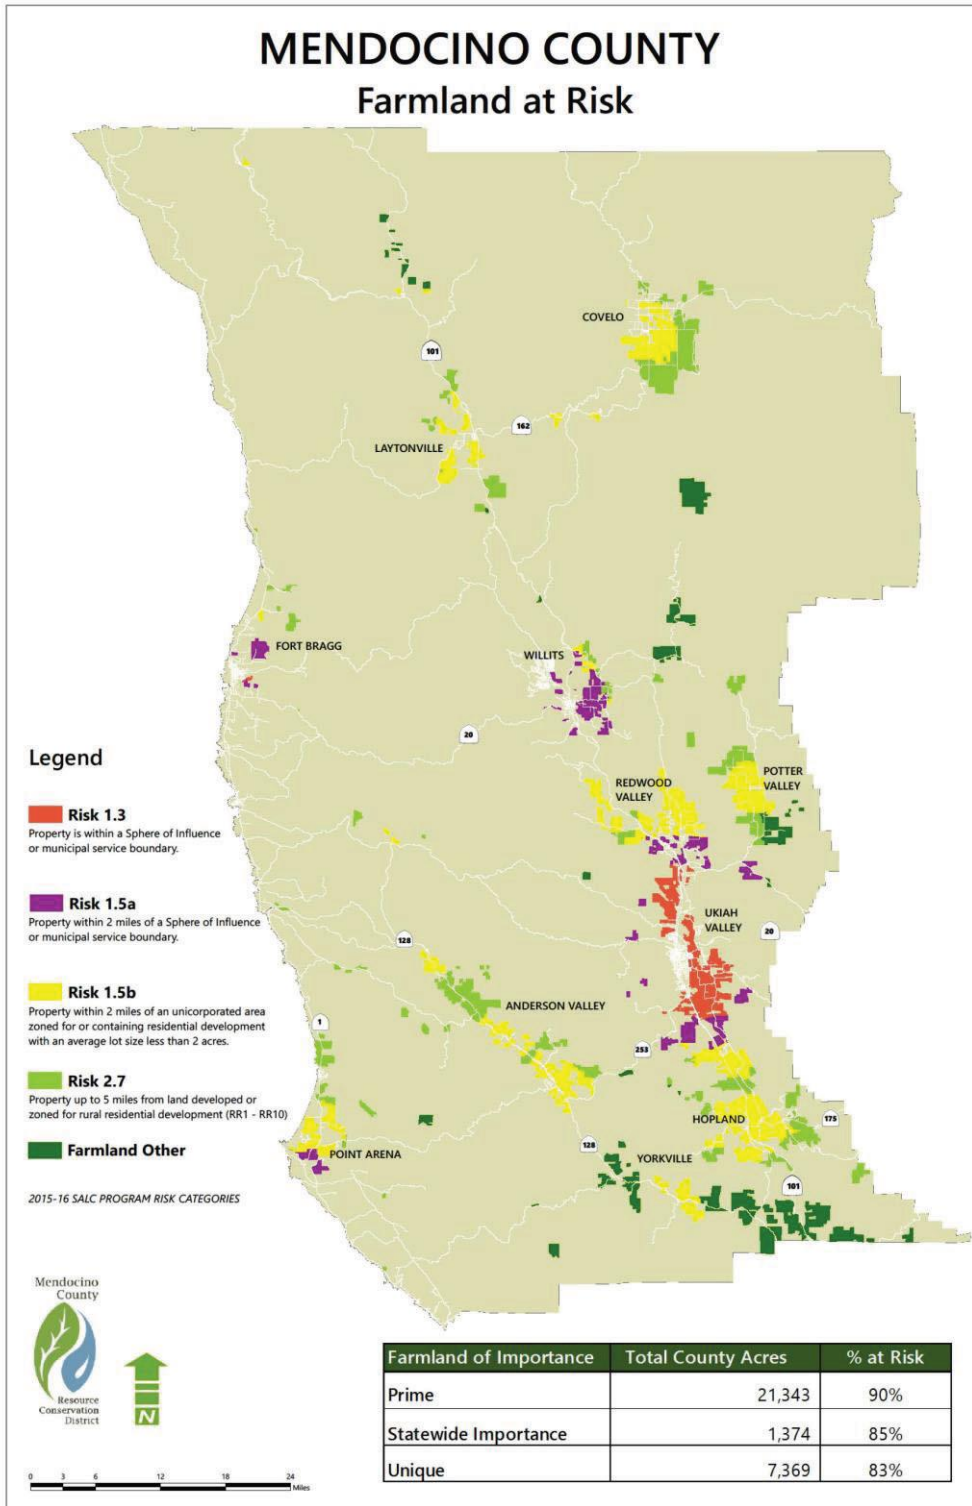 MENDOCINO COUNTY
Farmland at Risk
COVELO
101
162
LAYTONVILLE
FORT BRAGG
WILLITS
20
REDWOOD
VALLEY
POTTER
VALLEY
UKIAH
VALLEY
20
128
ANDERSON VALLEY
1
253
HOPLAND
175
POINT ARENA
128
YORKVILLE
101
Legend
Risk 1.3
Property is within a Sphere of Influence
or municipal service boundary.
Risk 1.5a
Property within 2 miles of a Sphere of Influence
or municipal service boundary.
Risk 1.5b
Property within 2 miles of an unicorporated area
zoned for or containing residential development
with an average lot size less than 2 acres.
Risk 2.7
Property up to 5 miles from land developed or
zoned for rural residential development (RR1 - RR10)
Farmland Other
2015-16 SALC PROGRAM RISK CATEGORIES
Mendocino
County
Resource
Conservation
District
N
0 3 6 12 18 24
Miles
Farmland of Importance Total County Acres % at Risk
Prime 21,343 90%
Statewide Importance 1,374 85%
Unique 7,369 83%